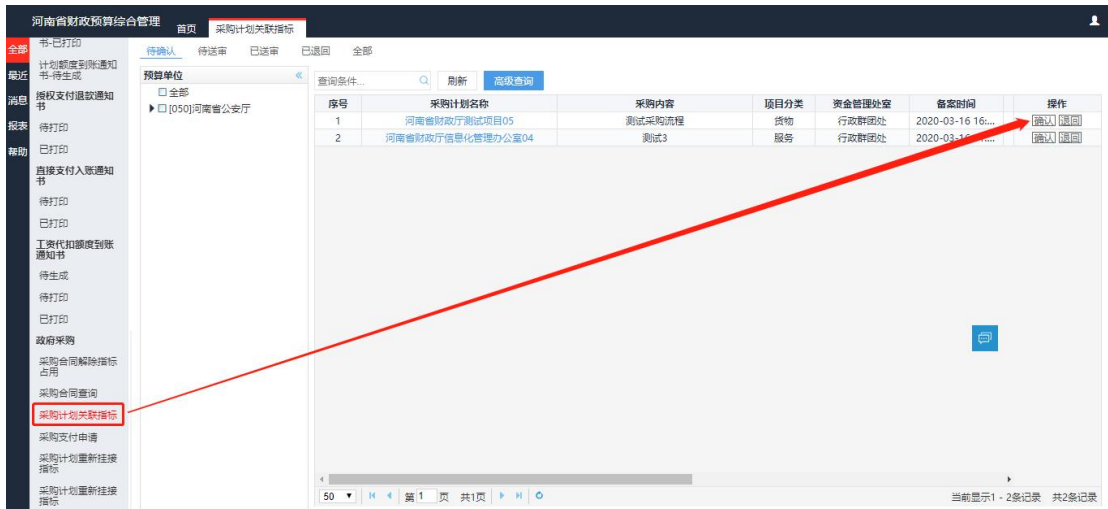 河南省财政预算综合管理 首页 采购计划关联指标
全部
最近
消息
报表
帮助
书-已打印
计划额度到账通知
书-待生成
授权支付退款通知
书
待打印
已打印
直接支付入账通知
书
待打印
已打印
工资代扣额度到账
通知书
待生成
待打印
已打印
政府采购
采购合同解除指标
占用
采购合同查询
采购计划关联指标
采购支付申请
采购计划重新挂接
指标
采购计划重新挂接
指标
待确认 待送审 已送审 已退回 全部
预算单位 «
全部
[050]河南省公安厅
查询条件... 刷新 高级查询
序号 采购计划名称 采购内容 项目分类 资金管理处室 备案时间 操作
1 河南省财政厅测试项目05 测试采购流程 货物 行政群团处 2020-03-16 16:... 确认 退回
2 河南省财政厅信息化管理办公室04 测试3 服务 行政群团处 2020-03-16 确认 退回
50 第 1 页 共1页 当前显示1 - 2条记录 共2条记录